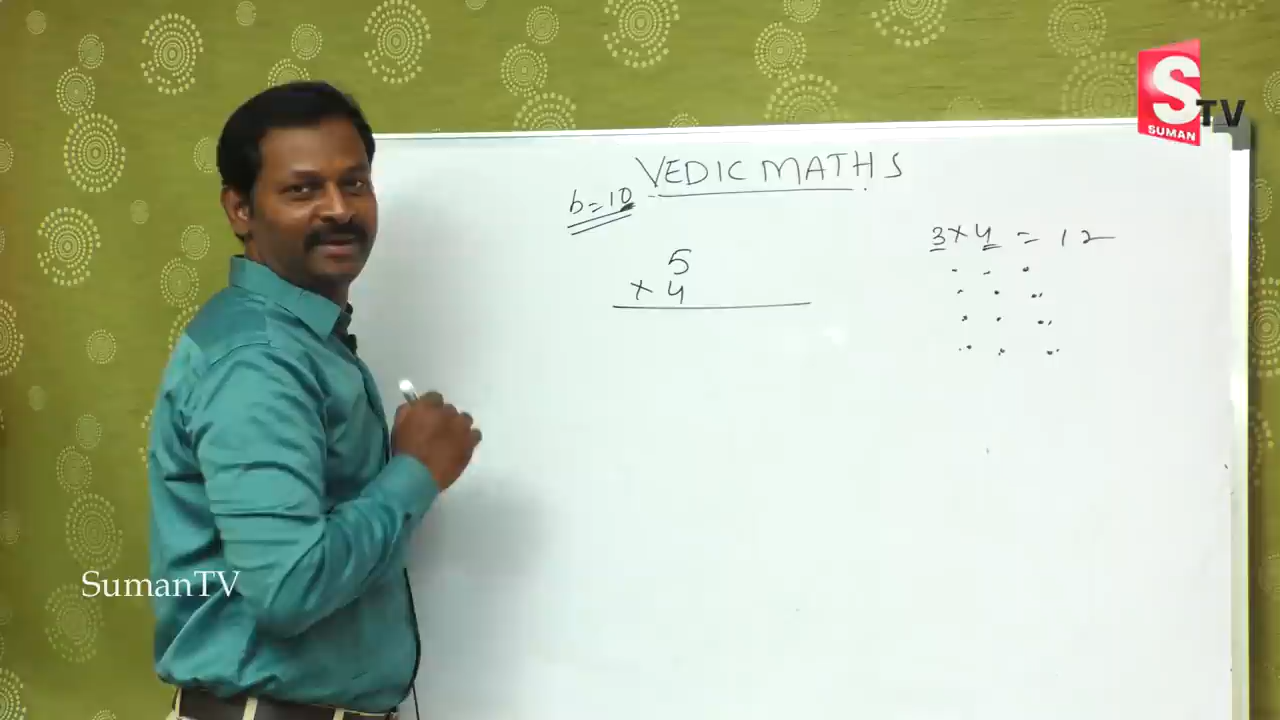 VEDIC MATHS
b=10
5
× 4
3×4 = 12
S TV
SUMAN
SumanTV